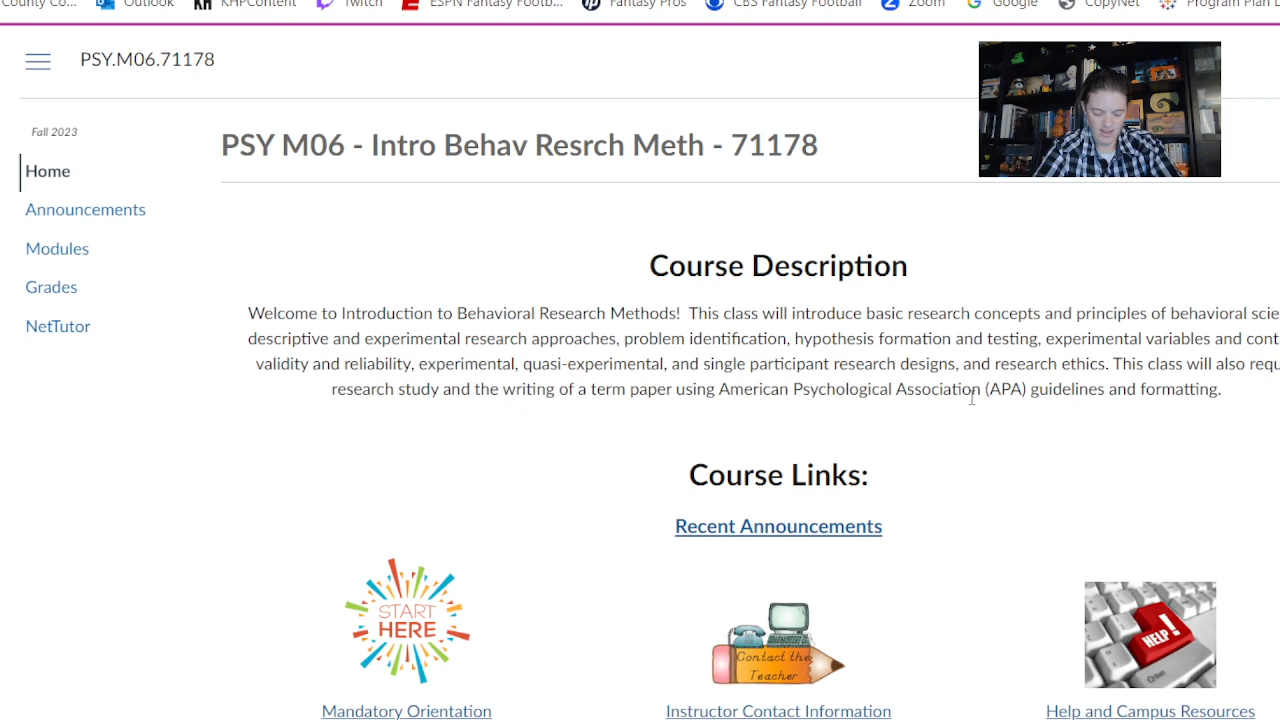 County Co... Outlook KHPContent Twitch ESPN Fantasy Footb... Fantasy Pros CBS Fantasy Football Zoom Google CopyNet Program Plan
PSY.M06.71178
Fall 2023
Home
Announcements
Modules
Grades
NetTutor
PSY M06 - Intro Behav Resrch Meth - 71178
Course Description
Welcome to Introduction to Behavioral Research Methods! This class will introduce basic research concepts and principles of behavioral scie
descriptive and experimental research approaches, problem identification, hypothesis formation and testing, experimental variables and cont
validity and reliability, experimental, quasi-experimental, and single participant research designs, and research ethics. This class will also requ
research study and the writing of a term paper using American Psychological Association (APA) guidelines and formatting.
Course Links:
Recent Announcements
START
HERE
Contact the
Teacher
HELP!
Mandatory Orientation
Instructor Contact Information
Help and Campus Resources